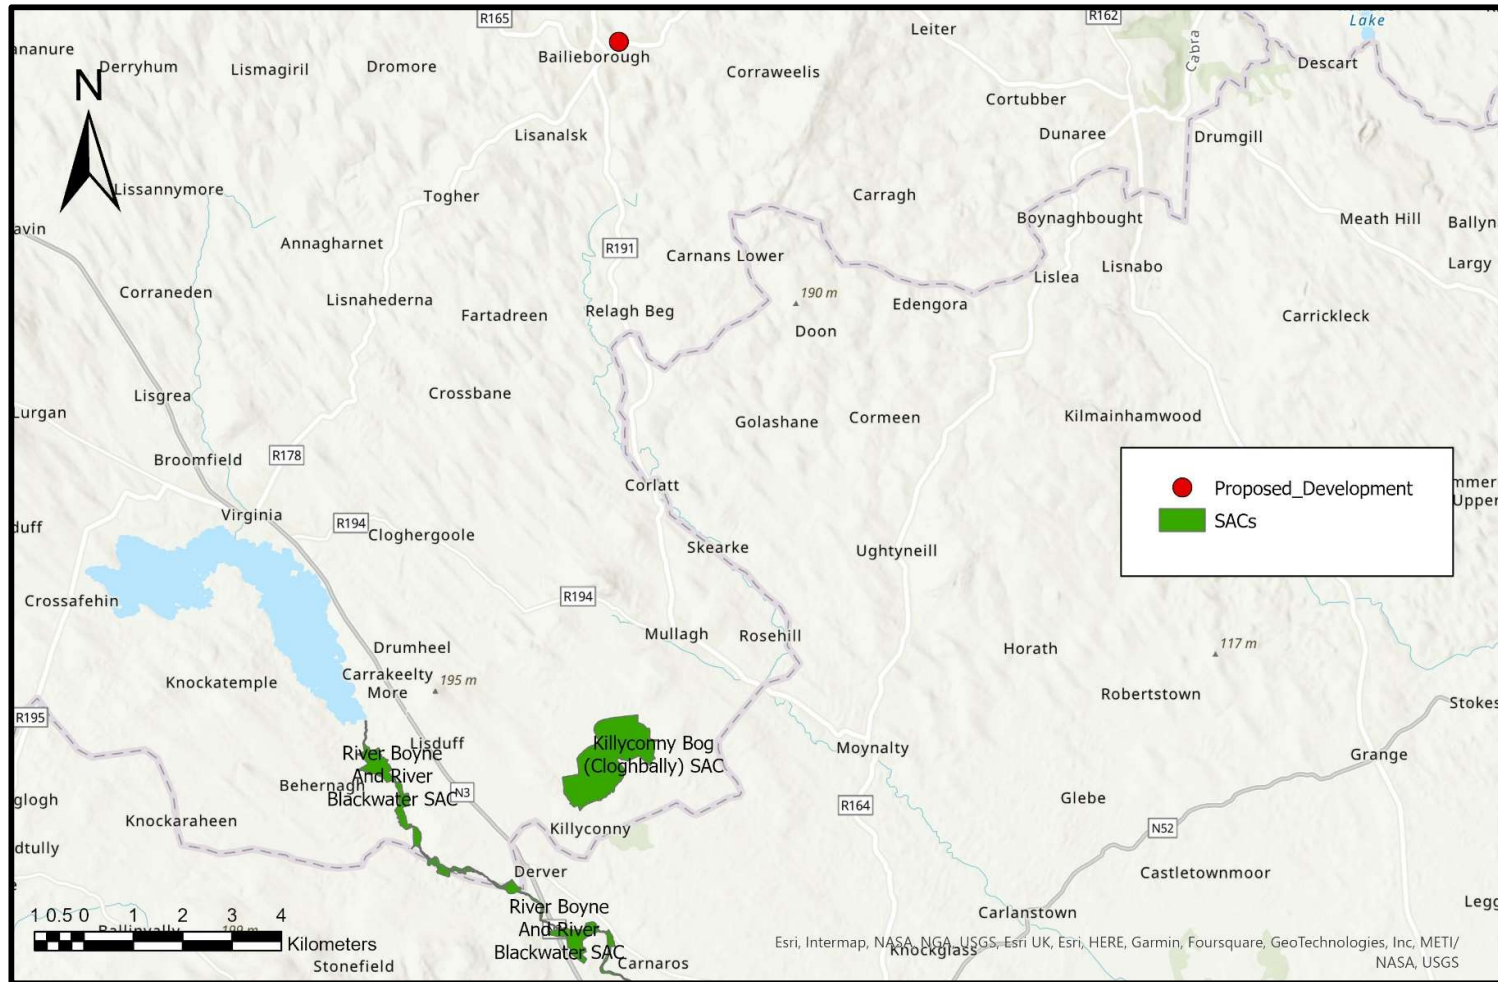 R165
R162
Lake
Leiter
ananure
Derryhum
Lismagiril
Dromore
Bailieborough
Corraweelis
Cabra
Descart
N
Cortubber
Lisanalsk
Dunaree
Drumgill
Lissannymore
Togher
Carragh
Boynaghbought
Meath Hill
Ballyn
avin
Annagharnet
R191
Carnans Lower
Lislea
Lisnabo
Largy
Corraneden
Lisnahederna
Fartadreen
Relagh Beg
190 m
Doon
Edengora
Carrickleck
Lisgrea
Crossbane
Lurgan
Golashane
Cormeen
Kilmainhamwood
Broomfield
R178
Corlatt
Proposed_Development
SACs
mmer
Upper
Virginia
R194
Cloghergoole
duff
Skearke
Ughtyneill
Crossafehin
R194
Mullagh
Rosehill
Drumheel
Horath
117 m
Knockatemple
Carrakeelty
More
195 m
Robertstown
Stokes
R195
Lisduff
Killyconny Bog
(Cloghbally) SAC
Moynalty
Grange
River Boyne
And River
Blackwater SAC
Behernagh
N3
glogh
Knockaraheen
R164
Glebe
N52
Killyconny
dtully
Derver
Castletownmoor
River Boyne
And River
Blackwater SAC
Carlanstown
Legg
1 0.5 0 1 2 3 4
Kilometers
Ballinvally
199 m
Stonefield
Carnaros
Knockglass
Esri, Intermap, NASA, NGA, USGS, Esri UK, Esri, HERE, Garmin, Foursquare, GeoTechnologies, Inc, METI/
NASA, USGS